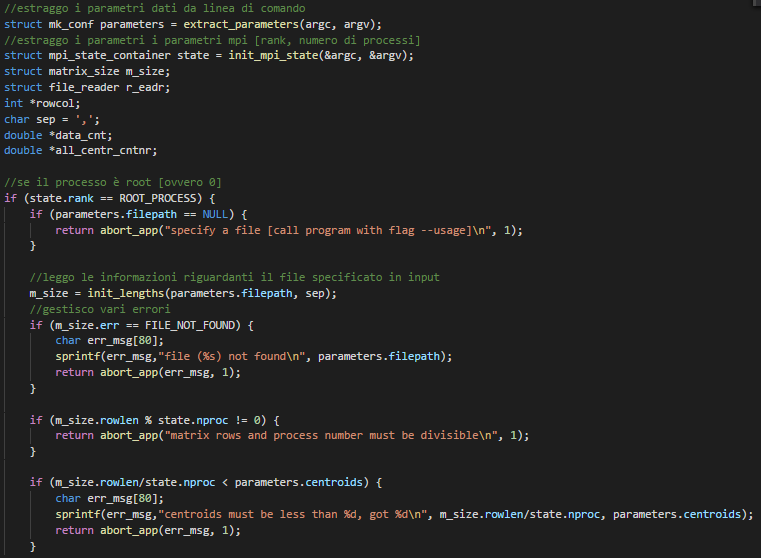 //estraggo i parametri dati da linea di comando
struct mk_conf parameters = extract_parameters(argc, argv);
//estraggo i parametri i parametri mpi [rank, numero di processi]
struct mpi_state_container state = init_mpi_state(&argc, &argv);
struct matrix_size m_size;
struct file_reader r_eadr;
int *rowcol;
char sep = ',';
double *data_cnt;
double *all_centr_cntnr;
//se il processo è root [ovvero 0]
if (state.rank == ROOT_PROCESS) {
if (parameters.filepath == NULL) {
return abort_app("specify a file [call program with flag --usage]\n", 1);
}
//leggo le informazioni riguardanti il file specificato in input
m_size = init_lengths(parameters.filepath, sep);
//gestisco vari errori
if (m_size.err == FILE_NOT_FOUND) {
char err_msg[80];
sprintf(err_msg,"file (%s) not found\n", parameters.filepath);
return abort_app(err_msg, 1);
}
if (m_size.rowlen % state.nproc != 0) {
return abort_app("matrix rows and process number must be divisible\n", 1);
}
if (m_size.rowlen/state.nproc < parameters.centroids) {
char err_msg[80];
sprintf(err_msg,"centroids must be less than %d, got %d\n", m_size.rowlen/state.nproc, parameters.centroids);
return abort_app(err_msg, 1);
}